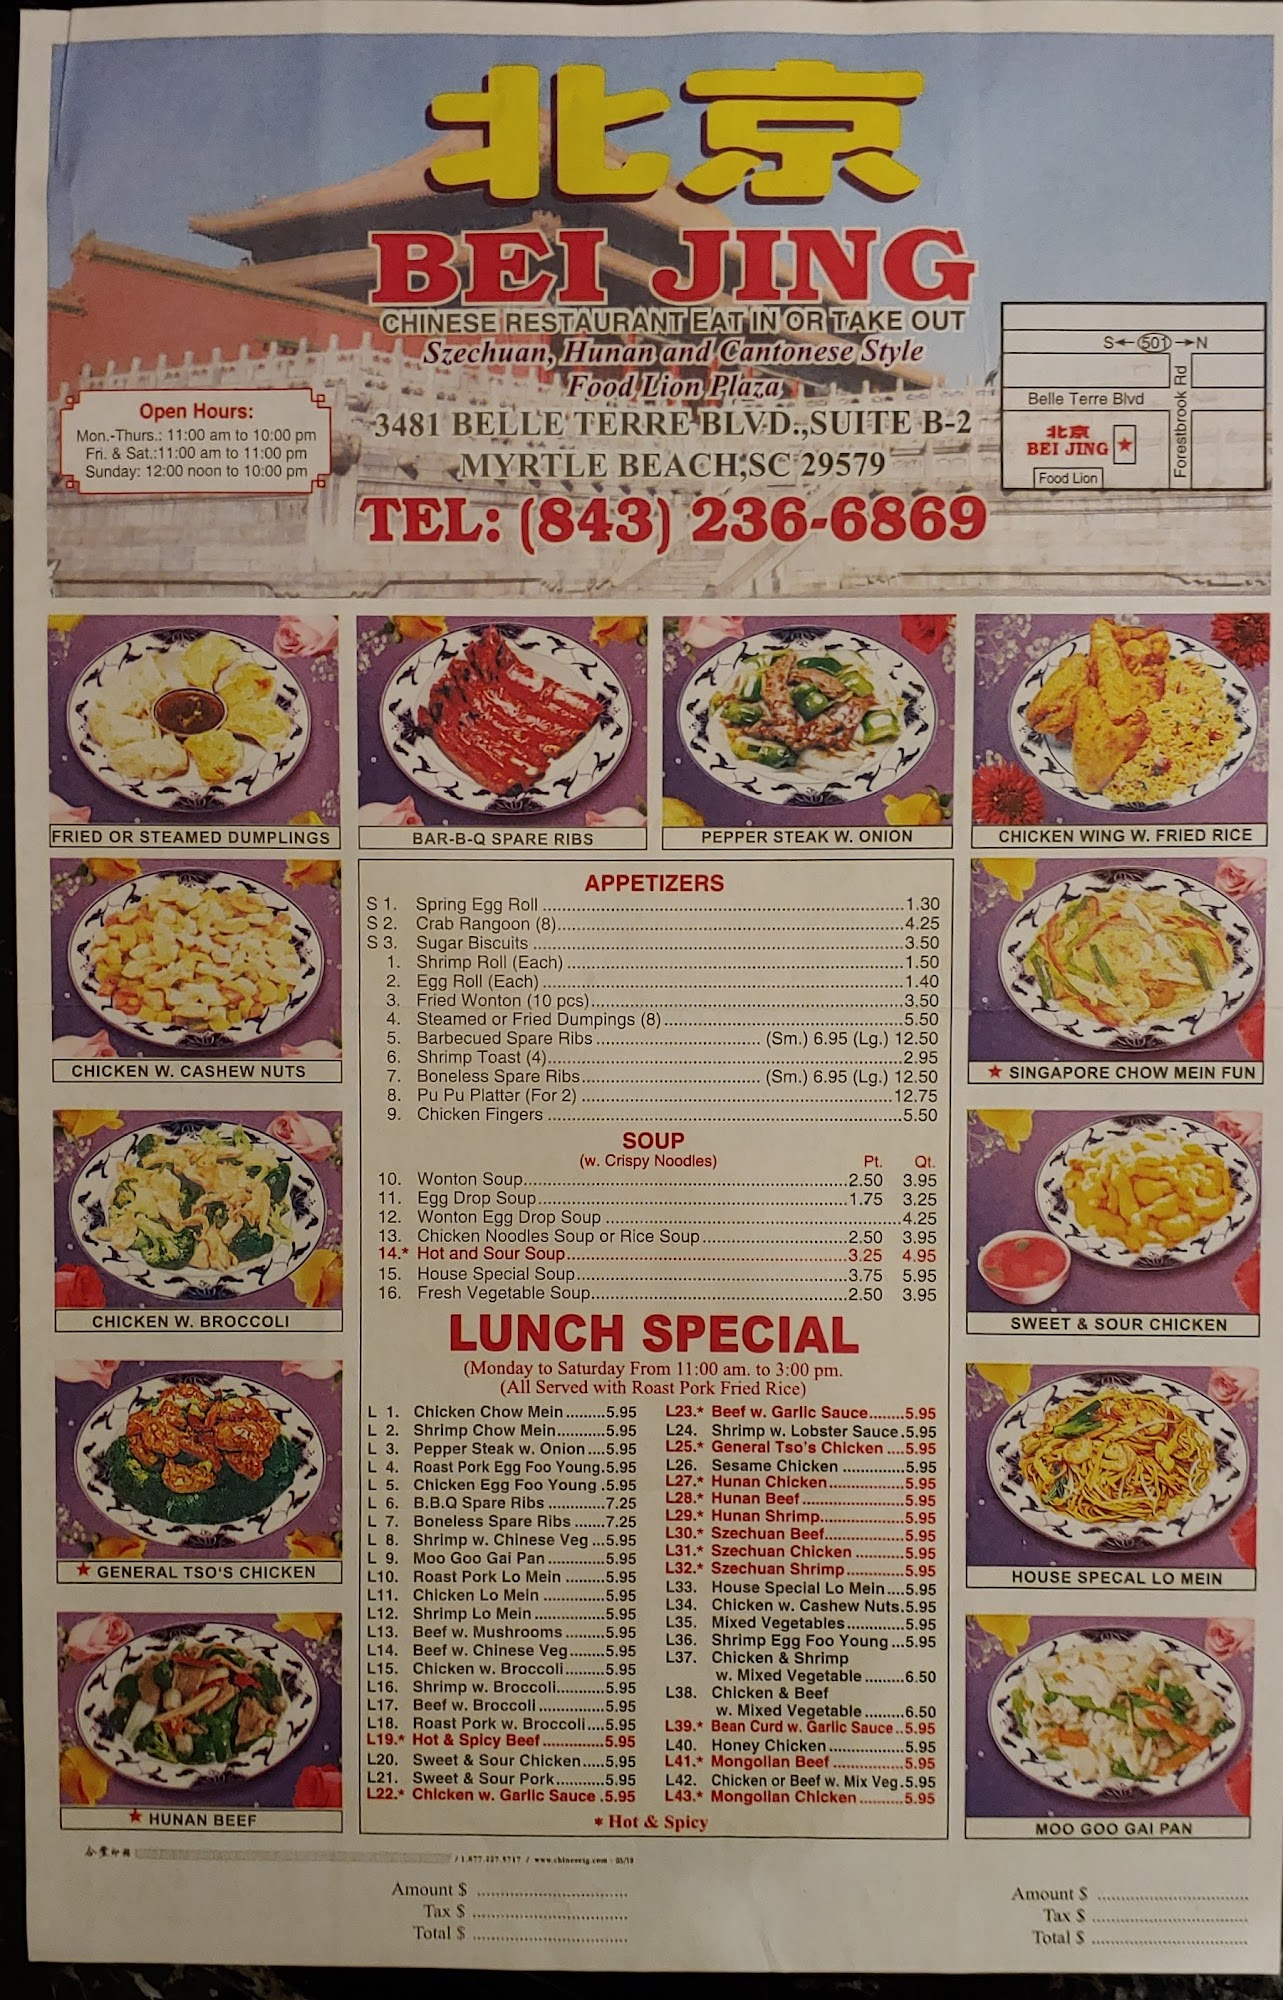 北京
BEI JING
CHINESE RESTAURANT EAT IN OR TAKE OUT
Szechuan, Hunan and Cantonese Style
Food Lion Plaza
3481 BELLE TERRE BLVD.,SUITE B-2
MYRTLE BEACH,SC 29579
TEL: (843) 236-6869
Open Hours:
Mon.-Thurs.: 11:00 am to 10:00 pm
Fri. & Sat.:11:00 am to 11:00 pm
Sunday: 12:00 noon to 10:00 pm
S 501 N
Belle Terre Blvd
Forestbrook Rd
北京
BEI JING
Food Lion
FRIED OR STEAMED DUMPLINGS
BAR-B-Q SPARE RIBS
PEPPER STEAK W. ONION
CHICKEN WING W. FRIED RICE
CHICKEN W. CASHEW NUTS
CHICKEN W. BROCCOLI
★ GENERAL TSO'S CHICKEN
★ HUNAN BEEF
APPETIZERS
S 1. Spring Egg Roll 1.30
S 2. Crab Rangoon (8) 4.25
S 3. Sugar Biscuits 3.50
1. Shrimp Roll (Each) 1.50
2. Egg Roll (Each) 1.40
3. Fried Wonton (10 pcs) 3.50
4. Steamed or Fried Dumpings (8) 5.50
5. Barbecued Spare Ribs (Sm.) 6.95 (Lg.) 12.50
6. Shrimp Toast (4) 2.95
7. Boneless Spare Ribs (Sm.) 6.95 (Lg.) 12.50
8. Pu Pu Platter (For 2) 12.75
9. Chicken Fingers 5.50
SOUP
(w. Crispy Noodles) Pt. Qt.
10. Wonton Soup 2.50 3.95
11. Egg Drop Soup 1.75 3.25
12. Wonton Egg Drop Soup 4.25
13. Chicken Noodles Soup or Rice Soup 2.50 3.95
14.* Hot and Sour Soup 3.25 4.95
15. House Special Soup 3.75 5.95
16. Fresh Vegetable Soup 2.50 3.95
LUNCH SPECIAL
(Monday to Saturday From 11:00 am. to 3:00 pm.
(All Served with Roast Pork Fried Rice)
L 1. Chicken Chow Mein 5.95
L 2. Shrimp Chow Mein 5.95
L 3. Pepper Steak w. Onion 5.95
L 4. Roast Pork Egg Foo Young 5.95
L 5. Chicken Egg Foo Young 5.95
L 6. B.B.Q Spare Ribs 7.25
L 7. Boneless Spare Ribs 7.25
L 8. Shrimp w. Chinese Veg 5.95
L 9. Moo Goo Gai Pan 5.95
L10. Roast Pork Lo Mein 5.95
L11. Chicken Lo Mein 5.95
L12. Shrimp Lo Mein 5.95
L13. Beef w. Mushrooms 5.95
L14. Beef w. Chinese Veg 5.95
L15. Chicken w. Broccoli 5.95
L16. Shrimp w. Broccoli 5.95
L17. Beef w. Broccoli 5.95
L18. Roast Pork w. Broccoli 5.95
L19.* Hot & Spicy Beef 5.95
L20. Sweet & Sour Chicken 5.95
L21. Sweet & Sour Pork 5.95
L22.* Chicken w. Garlic Sauce 5.95
L23.* Beef w. Garlic Sauce 5.95
L24. Shrimp w. Lobster Sauce 5.95
L25.* General Tso's Chicken 5.95
L26. Sesame Chicken 5.95
L27.* Hunan Chicken 5.95
L28.* Hunan Beef 5.95
L29.* Hunan Shrimp 5.95
L30.* Szechuan Beef 5.95
L31.* Szechuan Chicken 5.95
L32.* Szechuan Shrimp 5.95
L33. House Special Lo Mein 5.95
L34. Chicken w. Cashew Nuts 5.95
L35. Mixed Vegetables 5.95
L36. Shrimp Egg Foo Young 5.95
L37. Chicken & Shrimp
w. Mixed Vegetable 6.50
L38. Chicken & Beef
w. Mixed Vegetable 6.50
L39.* Bean Curd w. Garlic Sauce 5.95
L40. Honey Chicken 5.95
L41.* Mongolian Beef 5.95
L42. Chicken or Beef w. Mix Veg 5.95
L43.* Mongolian Chicken 5.95
* Hot & Spicy
★ SINGAPORE CHOW MEIN FUN
SWEET & SOUR CHICKEN
HOUSE SPECAL LO MEIN
MOO GOO GAI PAN
/ 1.877.227.5717 / www.chinesetg.com - 05/18
Amount $
Tax $
Total $
Amount $
Tax $
Total $